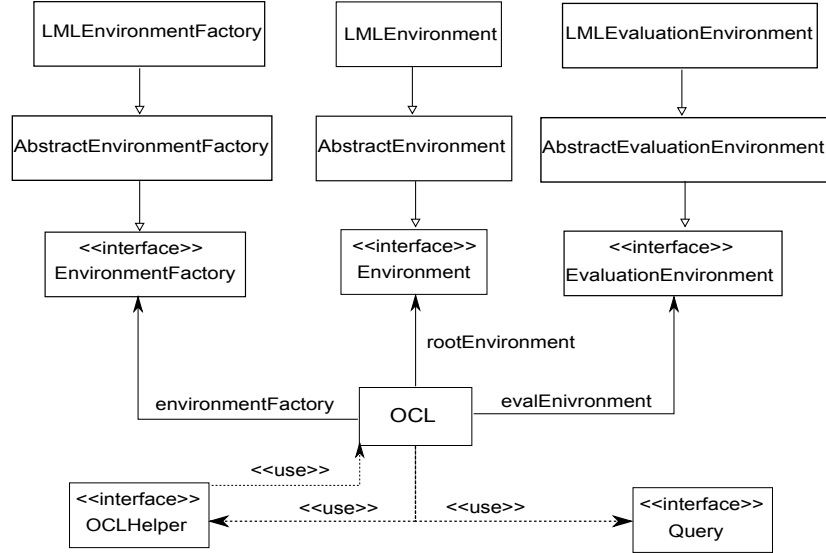 LMLEnvironmentFactory
LMLEnvironment
LMLEvaluationEnvironment
AbstractEnvironmentFactory
AbstractEnvironment
AbstractEvaluationEnvironment
<<interface>>
EnvironmentFactory
<<interface>>
Environment
<<interface>>
EvaluationEnvironment
rootEnvironment
environmentFactory
OCL
evalEnivronment
<<use>>
<<interface>>
OCLHelper
<<use>>
<<use>>
<<interface>>
Query